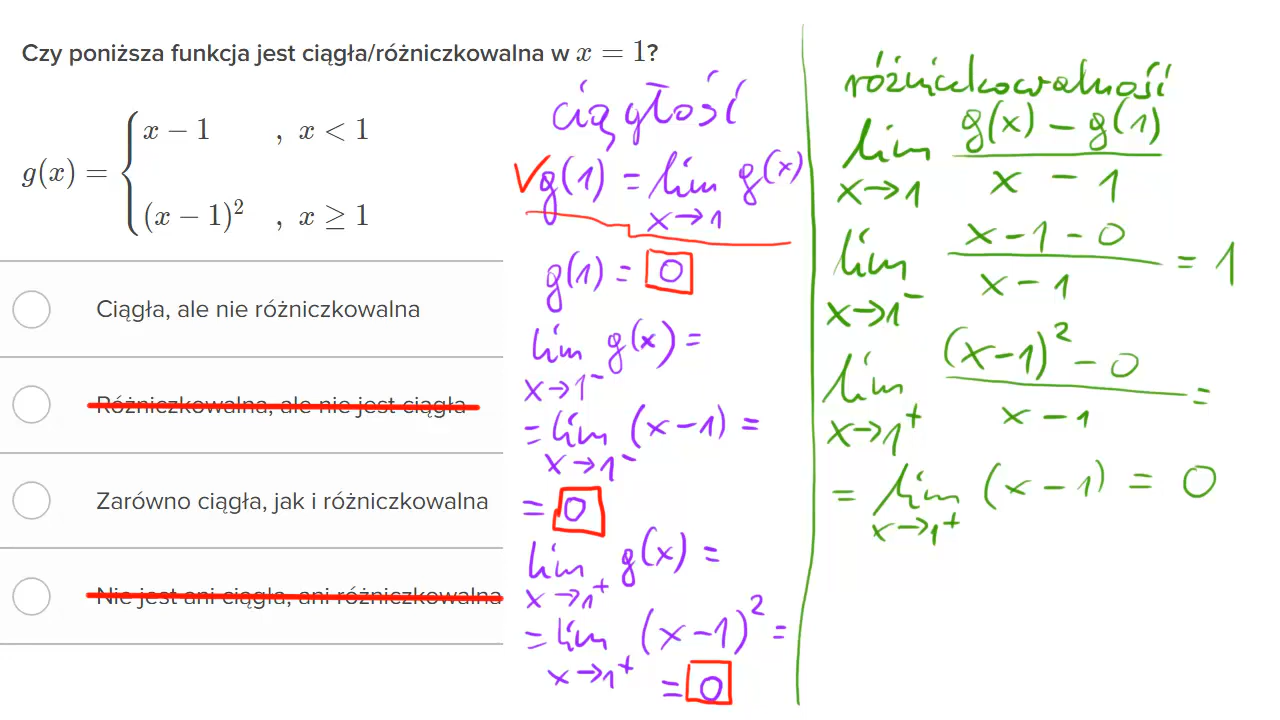 Czy poniższa funkcja jest ciągła/różniczkowalna w x = 1?
g(x) = { x − 1 , x < 1
(x − 1)² , x ≥ 1
Ciągła, ale nie różniczkowalna
Różniczkowalna, ale nie jest ciągła
Zarówno ciągła, jak i różniczkowalna
Nie jest ani ciągła, ani różniczkowalna
ciągłość
✓ g(1) = lim g(x)
x→1
g(1) = 0
lim g(x) =
x→1⁻
= lim (x−1) =
x→1⁻
= 0
lim g(x) =
x→1⁺
= lim (x−1)² =
x→1⁺
= 0
różniczkowalność
lim g(x) − g(1)
x→1 x − 1
lim x−1−0 = 1
x→1⁻ x−1
lim (x−1)² − 0 =
x→1⁺ x−1
= lim (x−1) = 0
x→1⁺